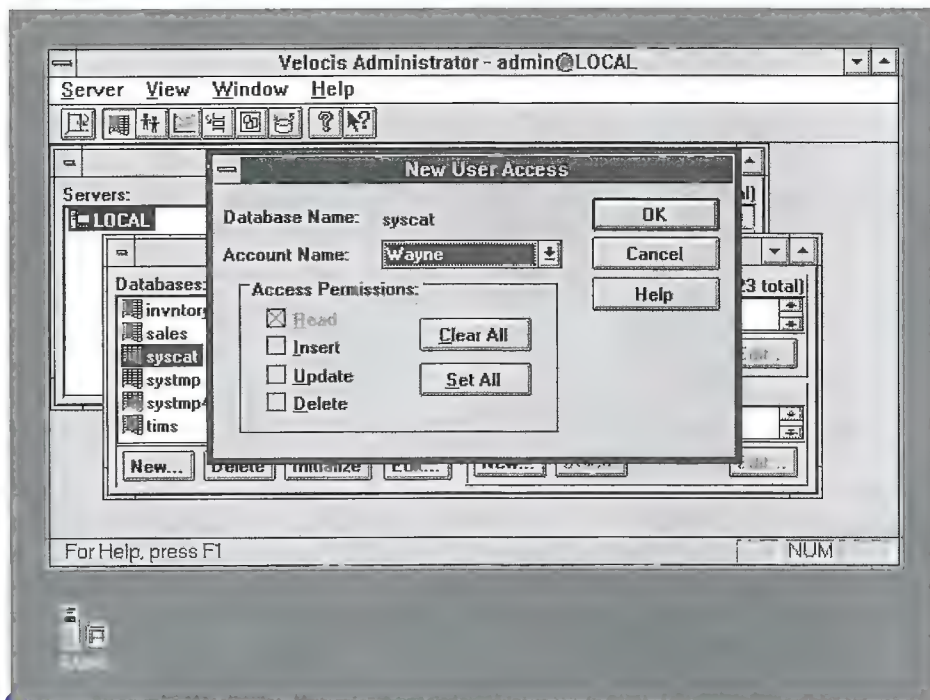 Velocis Administrator - admin@LOCAL
Server View Window Help
Servers:
LOCAL
New User Access
Database Name: syscat
Account Name: Wayne
Access Permissions:
Read
Insert
Update
Delete
Clear All
Set All
OK
Cancel
Help
Databases:
invntor
sales
syscat
systmp
systmp4
tims
23 total)
Edit...
New... Delete Initialize Edit... New...
Edit...
For Help, press F1
NUM